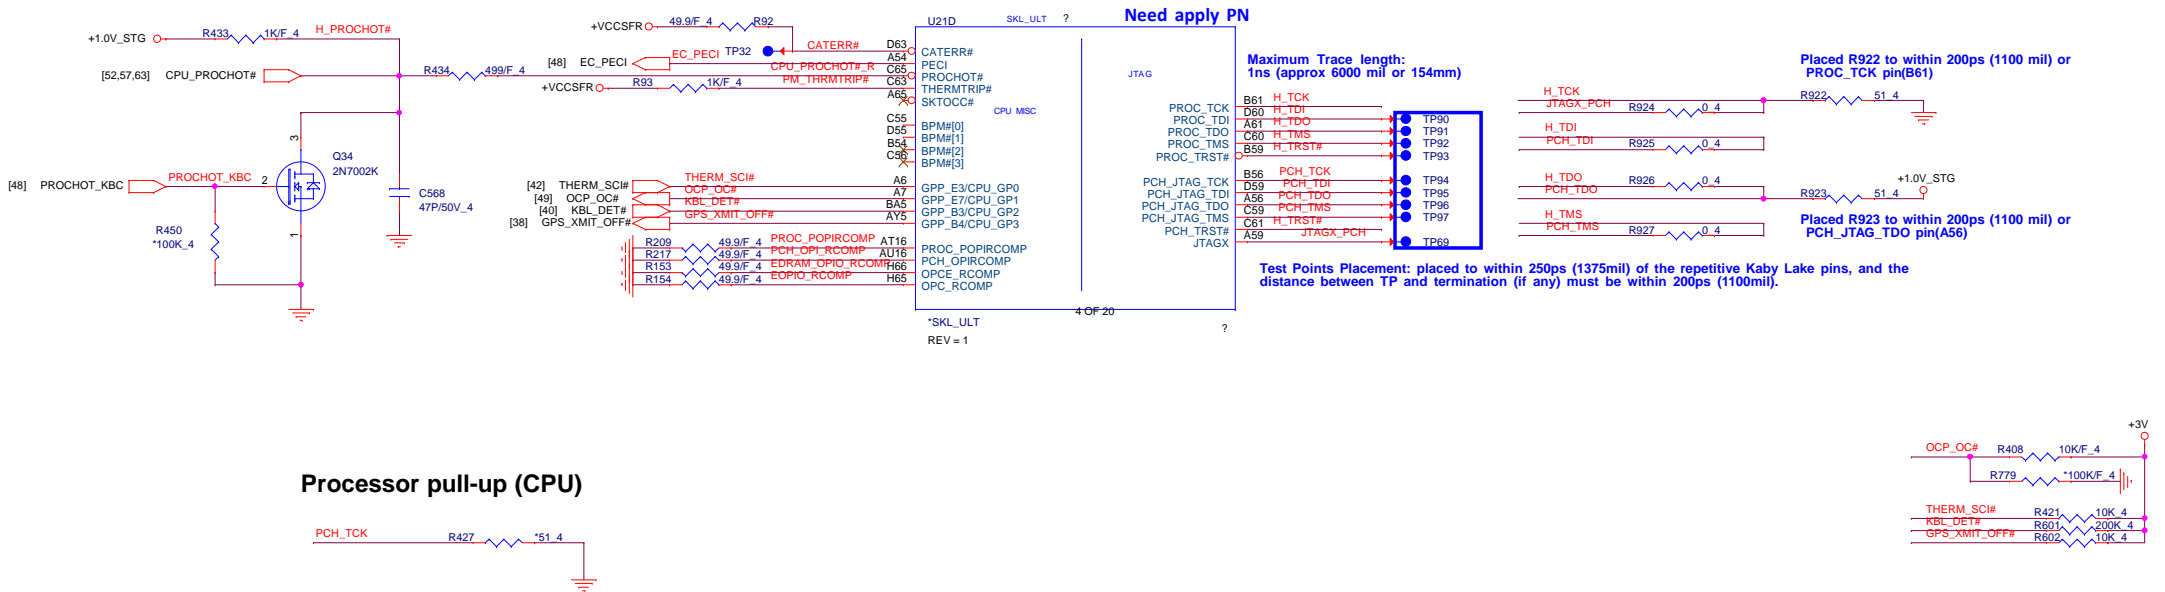 Need apply PN
U21D
SKL_ULT
?
+VCCSFR
49.9/F_4
R92
+1.0V_STG
R433
1K/F_4
H_PROCHOT#
TP32
CATERR#
D63
CATERR#
[48] EC_PECI
EC_PECI
A54
PECI
[52,57,63] CPU_PROCHOT#
R434
499/F_4
CPU_PROCHOT#_R
C65
PROCHOT#
+VCCSFR
R93
1K/F_4
PM_THRMTRIP#
C63
THERMTRIP#
A65
SKTOCC#
JTAG
CPU MISC
C55
BPM#[0]
D55
BPM#[1]
B54
BPM#[2]
C56
BPM#[3]
3
Q34
2N7002K
[48] PROCHOT_KBC
PROCHOT_KBC
2
1
C568
47P/50V_4
R450
*100K_4
[42] THERM_SCI#
THERM_SCI#
A6
GPP_E3/CPU_GP0
[49] OCP_OC#
OCP_OC#
A7
GPP_E7/CPU_GP1
[40] KBL_DET#
KBL_DET#
BA5
GPP_B3/CPU_GP2
[38] GPS_XMIT_OFF#
GPS_XMIT_OFF#
AY5
GPP_B4/CPU_GP3
R209
49.9/F_4
PROC_POPIRCOMP
AT16
PROC_POPIRCOMP
R217
49.9/F_4
PCH_OPI_RCOMP
AU16
PCH_OPIRCOMP
R153
49.9/F_4
EDRAM_OPIO_RCOMP
H66
OPCE_RCOMP
R154
49.9/F_4
EOPIO_RCOMP
H65
OPC_RCOMP
PROC_TCK
B61
H_TCK
PROC_TDI
D60
H_TDI
TP90
PROC_TDO
A61
H_TDO
TP91
PROC_TMS
C60
H_TMS
TP92
PROC_TRST#
B59
H_TRST#
TP93
PCH_JTAG_TCK
B56
PCH_TCK
TP94
PCH_JTAG_TDI
D59
PCH_TDI
TP95
PCH_JTAG_TDO
A56
PCH_TDO
TP96
PCH_JTAG_TMS
C59
PCH_TMS
TP97
PCH_TRST#
C61
H_TRST#
JTAGX
A59
JTAGX_PCH
TP69
4 OF 20
*SKL_ULT
?
REV = 1
Maximum Trace length:
1ns (approx 6000 mil or 154mm)
Placed R922 to within 200ps (1100 mil) or
PROC_TCK pin(B61)
H_TCK
R922
51_4
JTAGX_PCH
R924
0_4
H_TDI
PCH_TDI
R925
0_4
H_TDO
R926
0_4
PCH_TDO
R923
51_4
+1.0V_STG
H_TMS
PCH_TMS
R927
0_4
Placed R923 to within 200ps (1100 mil) or
PCH_JTAG_TDO pin(A56)
Test Points Placement: placed to within 250ps (1375mil) of the repetitive Kaby Lake pins, and the
distance between TP and termination (if any) must be within 200ps (1100mil).
Processor pull-up (CPU)
PCH_TCK
R427
*51_4
+3V
OCP_OC#
R408
10K/F_4
R779
*100K/F_4
THERM_SCI#
R421
10K_4
KBL_DET#
R601
200K_4
GPS_XMIT_OFF#
R602
10K_4